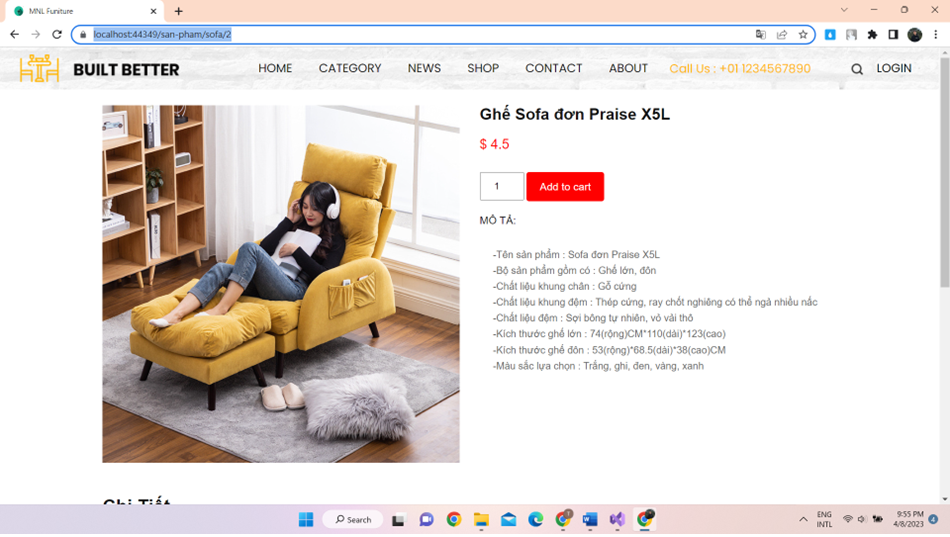 MNL Funiture
localhost:44349/san-pham/sofa/2
BUILT BETTER
HOME
CATEGORY
NEWS
SHOP
CONTACT
ABOUT
Call Us : +01 1234567890
LOGIN
Ghế Sofa đơn Praise X5L
$ 4.5
1
Add to cart
MÔ TẢ:
-Tên sản phẩm : Sofa đơn Praise X5L
-Bộ sản phẩm gồm có : Ghế lớn, đôn
-Chất liệu khung chân : Gỗ cứng
-Chất liệu khung đệm : Thép cứng, ray chốt nghiêng có thể ngả nhiều nấc
-Chất liệu đệm : Sợi bông tự nhiên, vỏ vải thô
-Kích thước ghế lớn : 74(rộng)CM*110(dài)*123(cao)
-Kích thước ghế đôn : 53(rộng)*68.5(dài)*38(cao)CM
-Màu sắc lựa chọn : Trắng, ghi, đen, vàng, xanh
Search
ENG
INTL
9:55 PM
4/8/2023
4